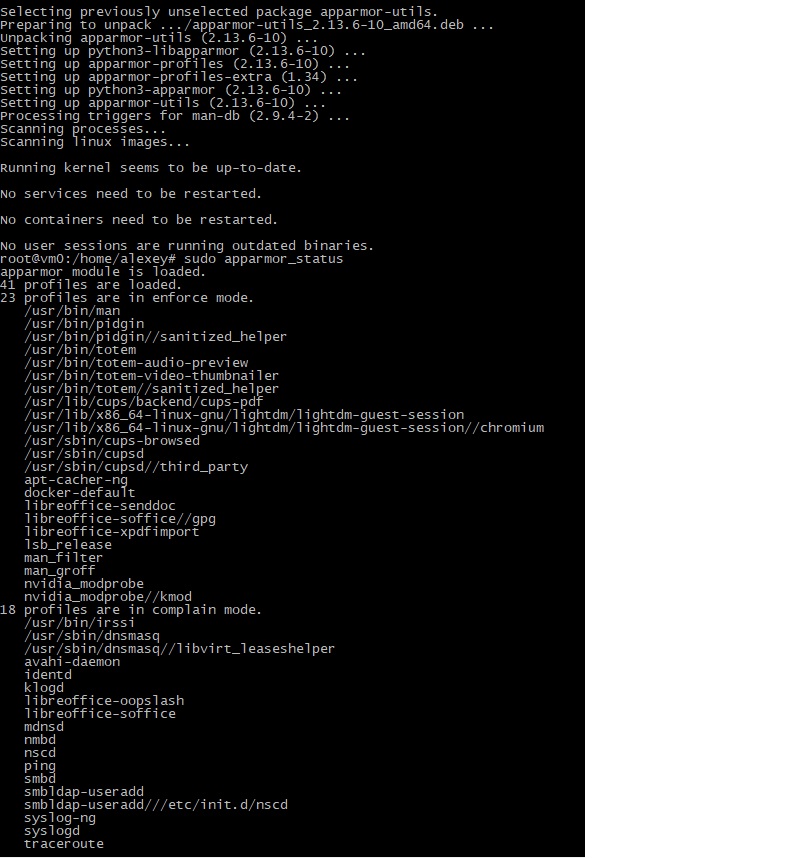 Selecting previously unselected package apparmor-utils.
Preparing to unpack .../apparmor-utils_2.13.6-10_amd64.deb ...
Unpacking apparmor-utils (2.13.6-10) ...
Setting up python3-libapparmor (2.13.6-10) ...
Setting up apparmor-profiles (2.13.6-10) ...
Setting up apparmor-profiles-extra (1.34) ...
Setting up python3-apparmor (2.13.6-10) ...
Setting up apparmor-utils (2.13.6-10) ...
Processing triggers for man-db (2.9.4-2) ...
Scanning processes...
Scanning linux images...
Running kernel seems to be up-to-date.
No services need to be restarted.
No containers need to be restarted.
No user sessions are running outdated binaries.
root@vm0:/home/alexey# sudo apparmor_status
apparmor module is loaded.
41 profiles are loaded.
23 profiles are in enforce mode.
/usr/bin/man
/usr/bin/pidgin
/usr/bin/pidgin//sanitized_helper
/usr/bin/totem
/usr/bin/totem-audio-preview
/usr/bin/totem-video-thumbnailer
/usr/bin/totem//sanitized_helper
/usr/lib/cups/backend/cups-pdf
/usr/lib/x86_64-linux-gnu/lightdm/lightdm-guest-session
/usr/lib/x86_64-linux-gnu/lightdm/lightdm-guest-session//chromium
/usr/sbin/cups-browsed
/usr/sbin/cupsd
/usr/sbin/cupsd//third_party
apt-cacher-ng
docker-default
libreoffice-senddoc
libreoffice-soffice//gpg
libreoffice-xpdfimport
lsb_release
man_filter
man_groff
nvidia_modprobe
nvidia_modprobe//kmod
18 profiles are in complain mode.
/usr/bin/irssi
/usr/sbin/dnsmasq
/usr/sbin/dnsmasq//libvirt_leaseshelper
avahi-daemon
identd
klogd
libreoffice-oopslash
libreoffice-soffice
mdnsd
nmbd
nscd
ping
smbd
smbldap-useradd
smbldap-useradd///etc/init.d/nscd
syslog-ng
syslogd
traceroute